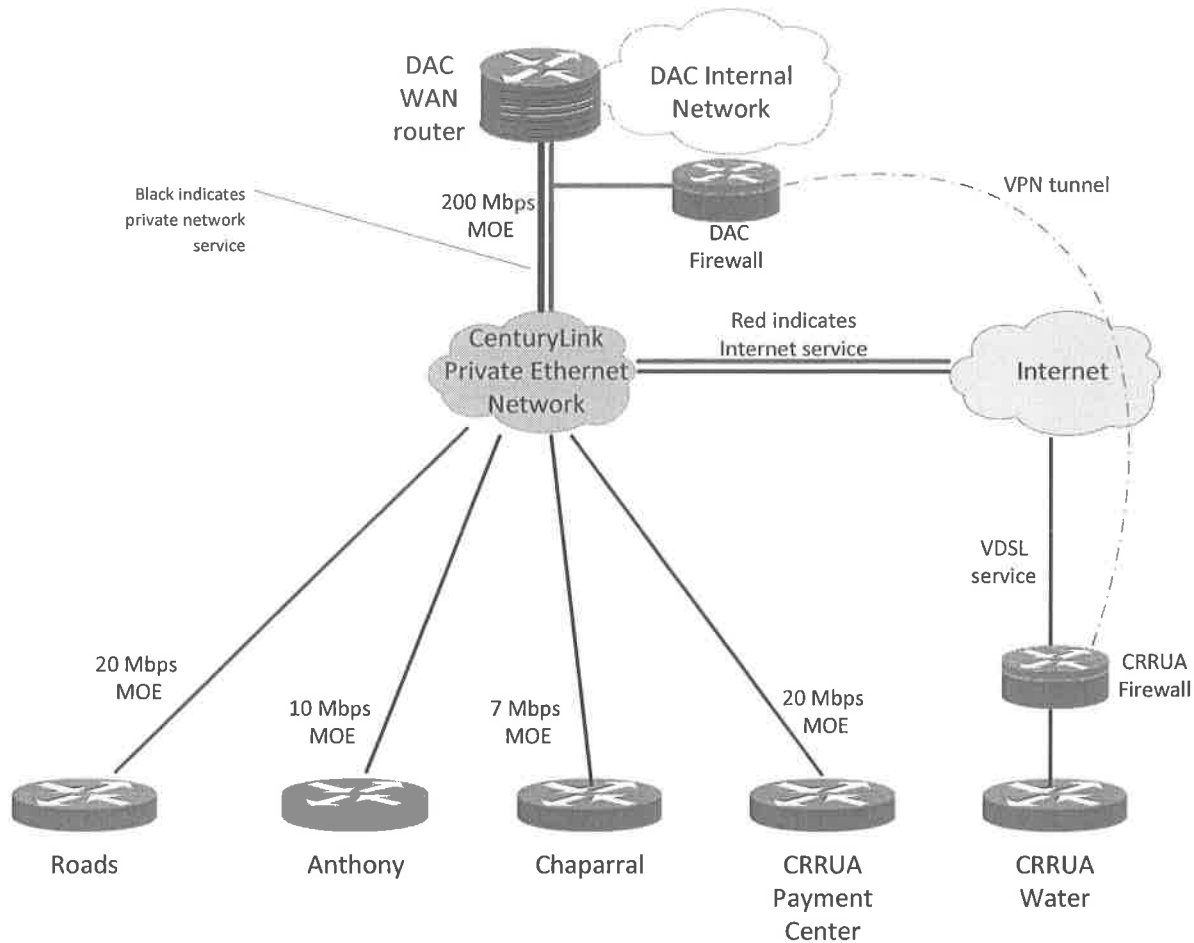 DAC
WAN
router
DAC Internal
Network
Black indicates
private network
service
200 Mbps
MOE
DAC
Firewall
VPN tunnel
CenturyLink
Private Ethernet
Network
Red indicates
Internet service
Internet
VDSL
service
CRRUA
Firewall
20 Mbps
MOE
10 Mbps
MOE
7 Mbps
MOE
20 Mbps
MOE
Roads
Anthony
Chaparral
CRRUA
Payment
Center
CRRUA
Water